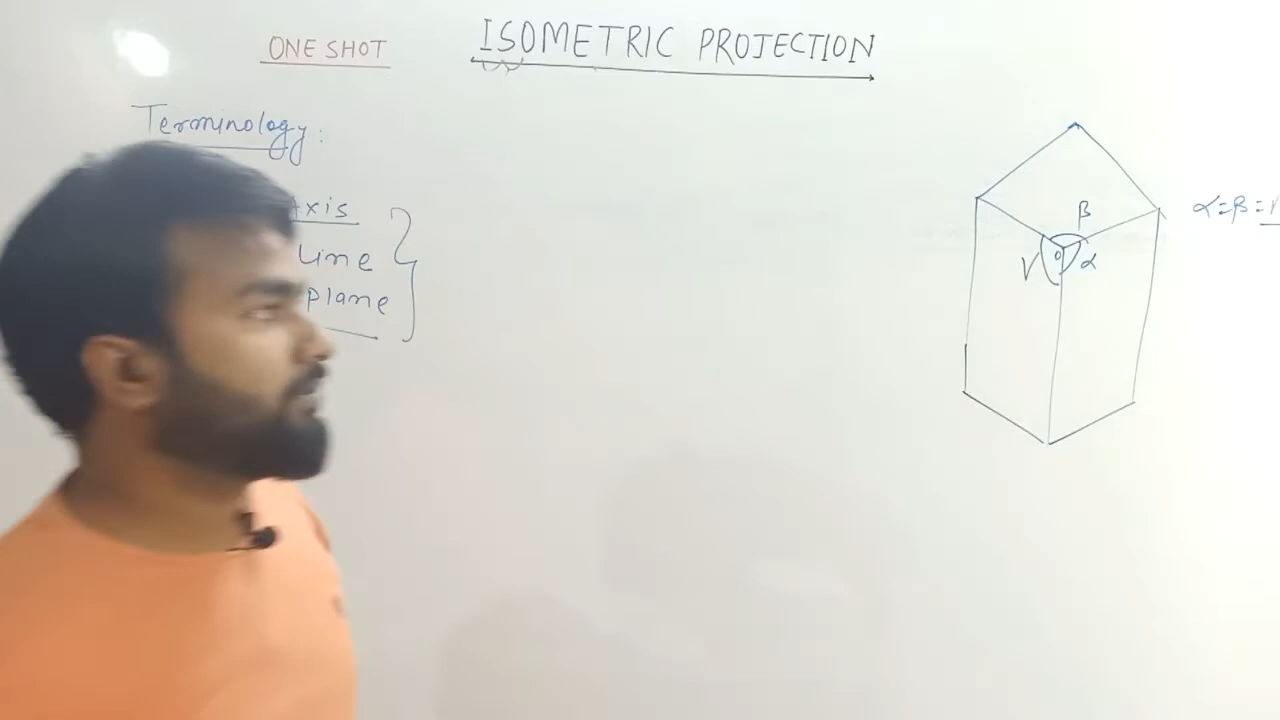 ONE SHOT
ISOMETRIC PROJECTION
Terminology:
Axis
Line
plane
β
γ
O
α
α=β=